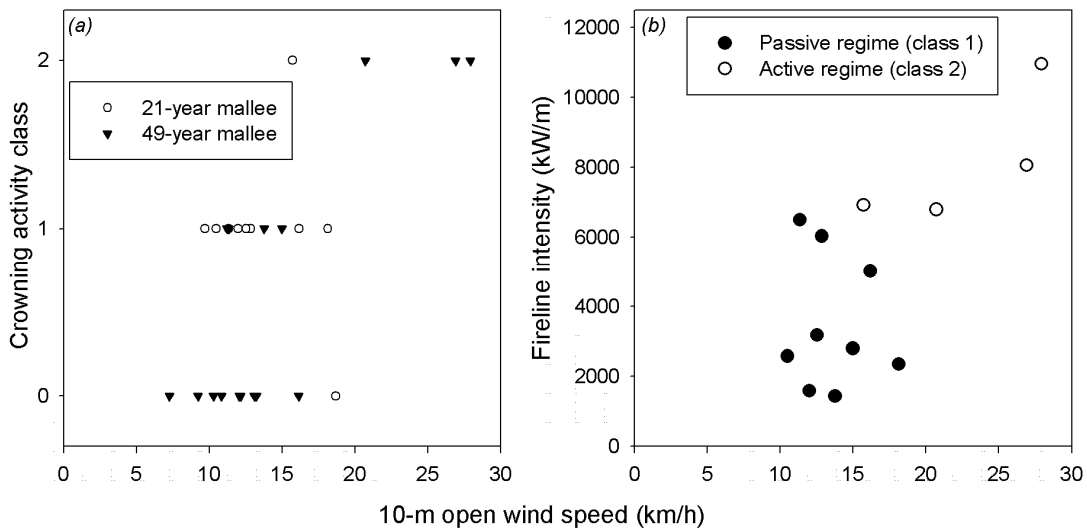 (a)
Crowning activity class
2
1
0
21-year mallee
49-year mallee
0 5 10 15 20 25 30
(b)
Fireline intensity (kW/m)
12000
10000
8000
6000
4000
2000
0
Passive regime (class 1)
Active regime (class 2)
0 5 10 15 20 25 30
10-m open wind speed (km/h)